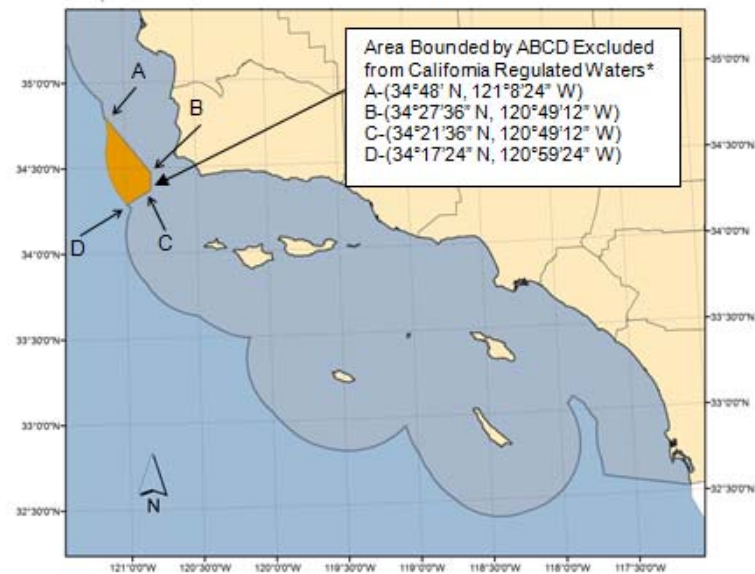 Area Bounded by ABCD Excluded
from California Regulated Waters*
A-(34°48' N, 121°8'24" W)
B-(34°27'36" N, 120°49'12" W)
C-(34°21'36" N, 120°49'12" W)
D-(34°17'24" N, 120°59'24" W)
A
B
C
D
N
35°0'0"N
34°30'0"N
34°0'0"N
33°30'0"N
33°0'0"N
32°30'0"N
35°0'0"N
34°30'0"N
34°0'0"N
33°30'0"N
33°0'0"N
32°30'0"N
121°0'0"W
120°30'0"W
120°0'0"W
119°30'0"W
119°0'0"W
118°30'0"W
118°0'0"W
117°30'0"W